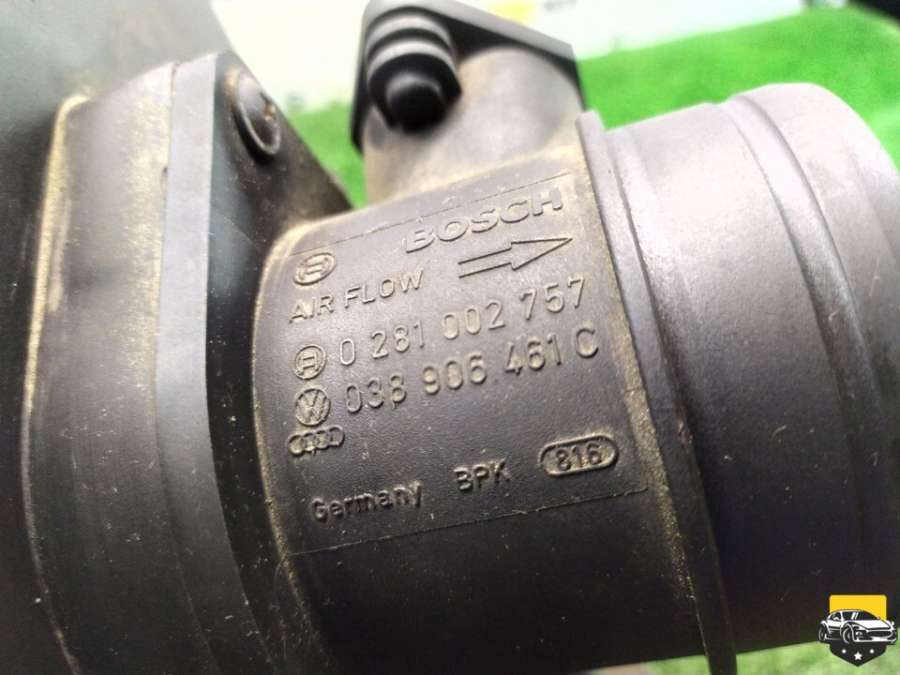 BOSCH
AIR FLOW
0 281 002 757
038 906 461 C
Germany BPK 816